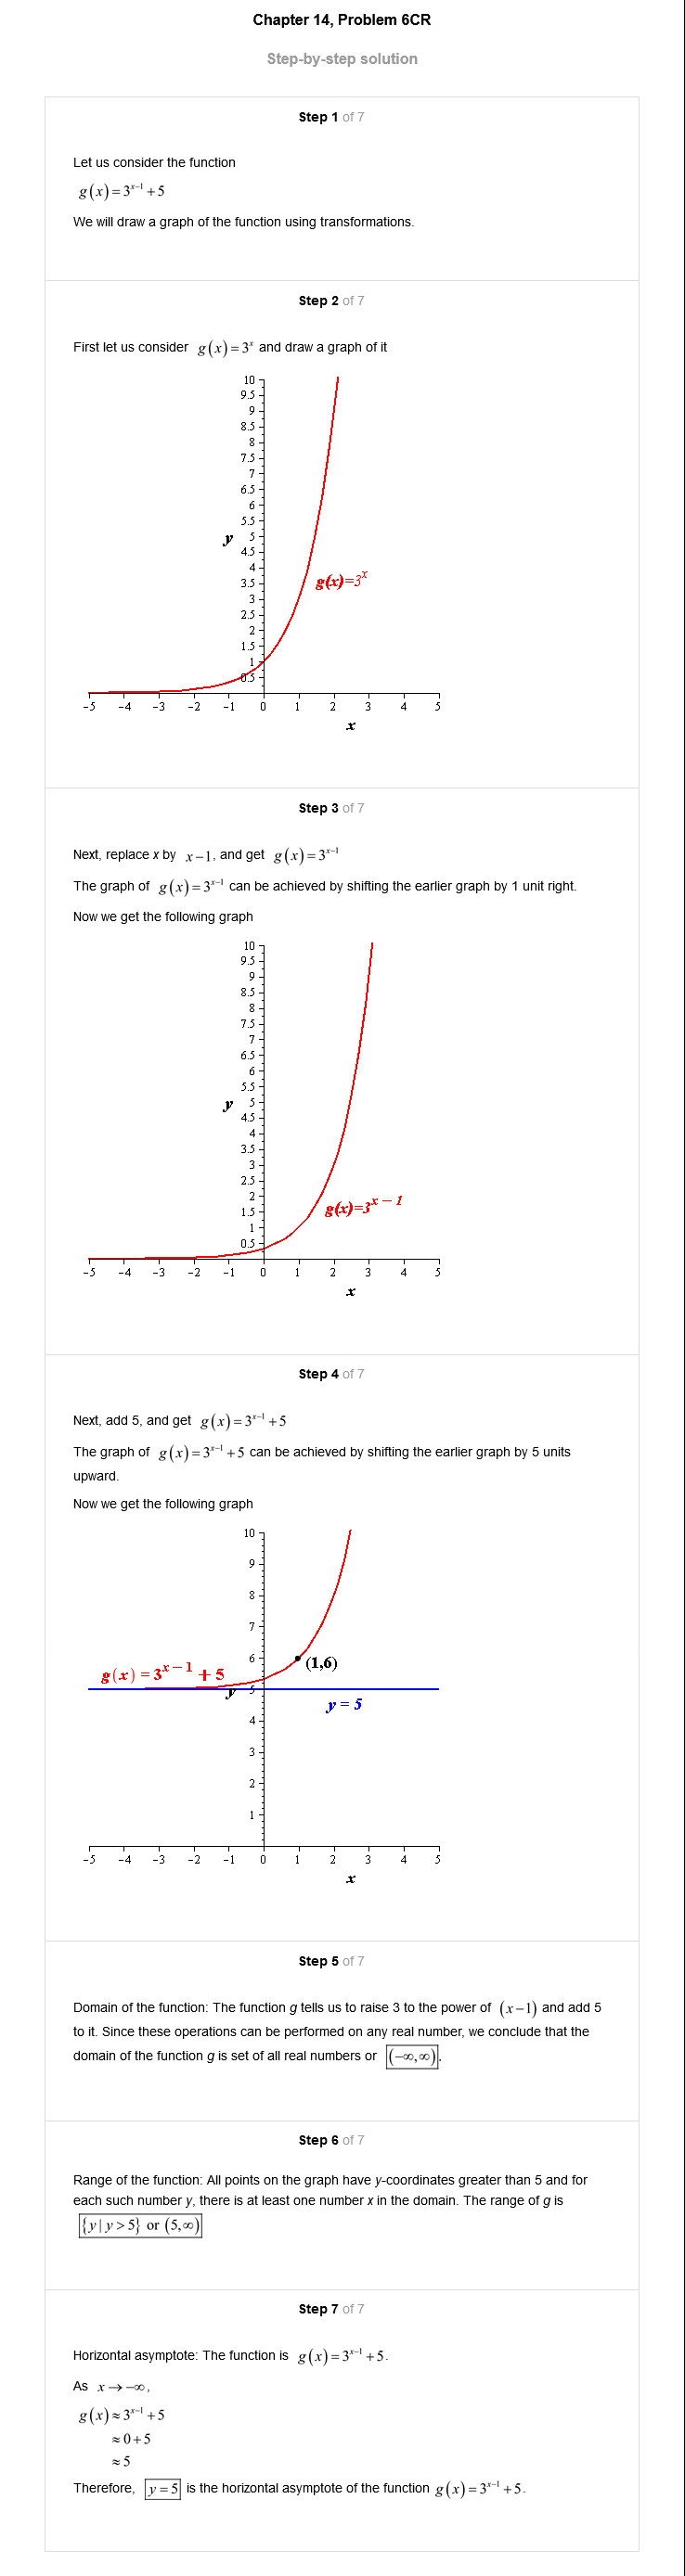 Chapter 14, Problem 6CR
Step-by-step solution
Step 1 of 7
Let us consider the function
g(x)=3^{x-1}+5
We will draw a graph of the function using transformations.
Step 2 of 7
First let us consider g(x)=3^x and draw a graph of it
10
9.5
9
8.5
8
7.5
7
6.5
6
5.5
y 5
4.5
4
3.5 g(x)=3^x
3
2.5
2
1.5
1
0.5
-5 -4 -3 -2 -1 0 1 2 3 4 5
x
Step 3 of 7
Next, replace x by x-1, and get g(x)=3^{x-1}
The graph of g(x)=3^{x-1} can be achieved by shifting the earlier graph by 1 unit right.
Now we get the following graph
10
9.5
9
8.5
8
7.5
7
6.5
6
5.5
y 5
4.5
4
3.5
3
2.5
2
1.5 g(x)=3^{x-1}
1
0.5
-5 -4 -3 -2 -1 0 1 2 3 4 5
x
Step 4 of 7
Next, add 5, and get g(x)=3^{x-1}+5
The graph of g(x)=3^{x-1}+5 can be achieved by shifting the earlier graph by 5 units
upward.
Now we get the following graph
10
9
8
7
6 (1,6)
g(x)=3^{x-1}+5
y 5
y = 5
4
3
2
1
-5 -4 -3 -2 -1 0 1 2 3 4 5
x
Step 5 of 7
Domain of the function: The function g tells us to raise 3 to the power of (x-1) and add 5
to it. Since these operations can be performed on any real number, we conclude that the
domain of the function g is set of all real numbers or (-∞,∞).
Step 6 of 7
Range of the function: All points on the graph have y-coordinates greater than 5 and for
each such number y, there is at least one number x in the domain. The range of g is
{y|y>5} or (5,∞)
Step 7 of 7
Horizontal asymptote: The function is g(x)=3^{x-1}+5.
As x→-∞,
g(x)≈3^{x-1}+5
≈0+5
≈5
Therefore, y=5 is the horizontal asymptote of the function g(x)=3^{x-1}+5.